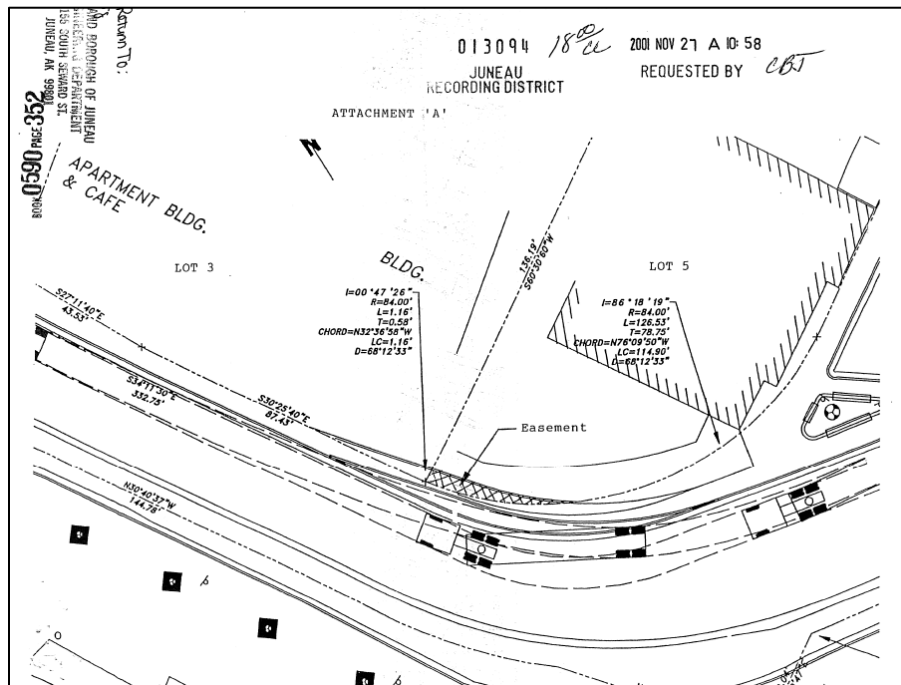 013094
18 00
2001 NOV 27 A 10:58
JUNEAU
RECORDING DISTRICT
REQUESTED BY CBJ
ATTACHMENT 'A'
Return To:
AND BOROUGH OF JUNEAU
ENGINEERING DEPARTMENT
155 SOUTH SEWARD ST.
JUNEAU, AK 99801
BOOK 0590 PAGE 352
N
APARTMENT BLDG.
& CAFE
LOT 3
BLDG.
136.19'
S60°30'60"W
LOT 5
I=00°47'26"
R=84.00'
L=1.16'
T=0.58'
CHORD=N32°36'58"W
LC=1.16'
D=68°12'33"
I=86°18'19"
R=84.00'
L=126.53'
T=78.75'
CHORD=N76°09'50"W
LC=114.90'
D=68°12'33"
S27°11'40"E
43.53'
S34°11'30"E
332.75'
S30°25'40"E
87.43'
Easement
N30°40'37"W
144.78'